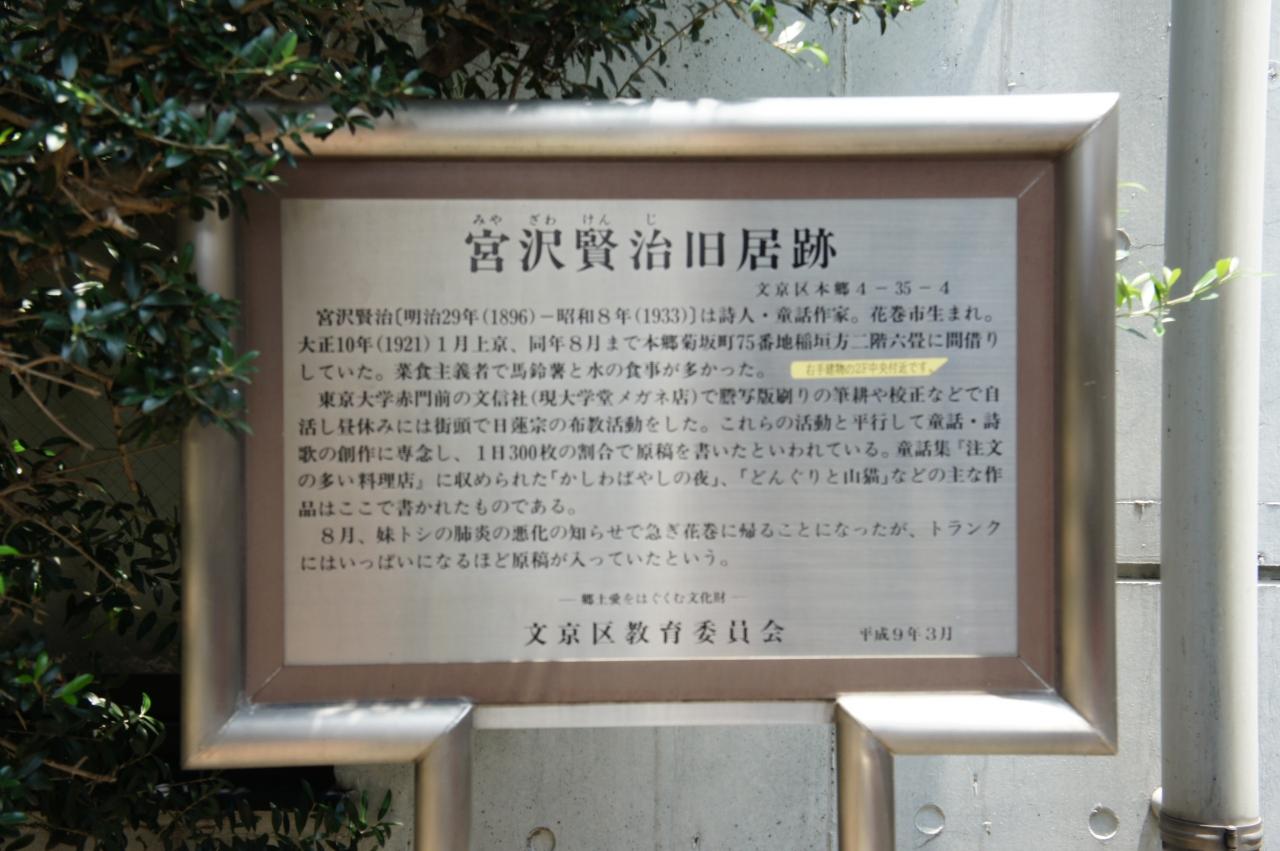 みや ざわ けん じ
宮沢賢治旧居跡
文京区本郷4－35－4
宮沢賢治〔明治29年(1896)－昭和8年(1933)〕は詩人・童話作家。花巻市生まれ。
大正10年(1921)1月上京、同年8月まで本郷菊坂町75番地稲垣方二階六畳に間借り
していた。菜食主義者で馬鈴薯と水の食事が多かった。 右手建物の2F中央付近です。
東京大学赤門前の文信社(現大学堂メガネ店)で謄写版刷りの筆耕や校正などで自
活し昼休みには街頭で日蓮宗の布教活動をした。これらの活動と平行して童話・詩
歌の創作に専念し、1日300枚の割合で原稿を書いたといわれている。童話集『注文
の多い料理店』に収められた「かしわばやしの夜」、「どんぐりと山猫」などの主な作
品はここで書かれたものである。
8月、妹トシの肺炎の悪化の知らせで急ぎ花巻に帰ることになったが、トランク
にはいっぱいになるほど原稿が入っていたという。
―郷土愛をはぐくむ文化財―
文京区教育委員会 平成9年3月